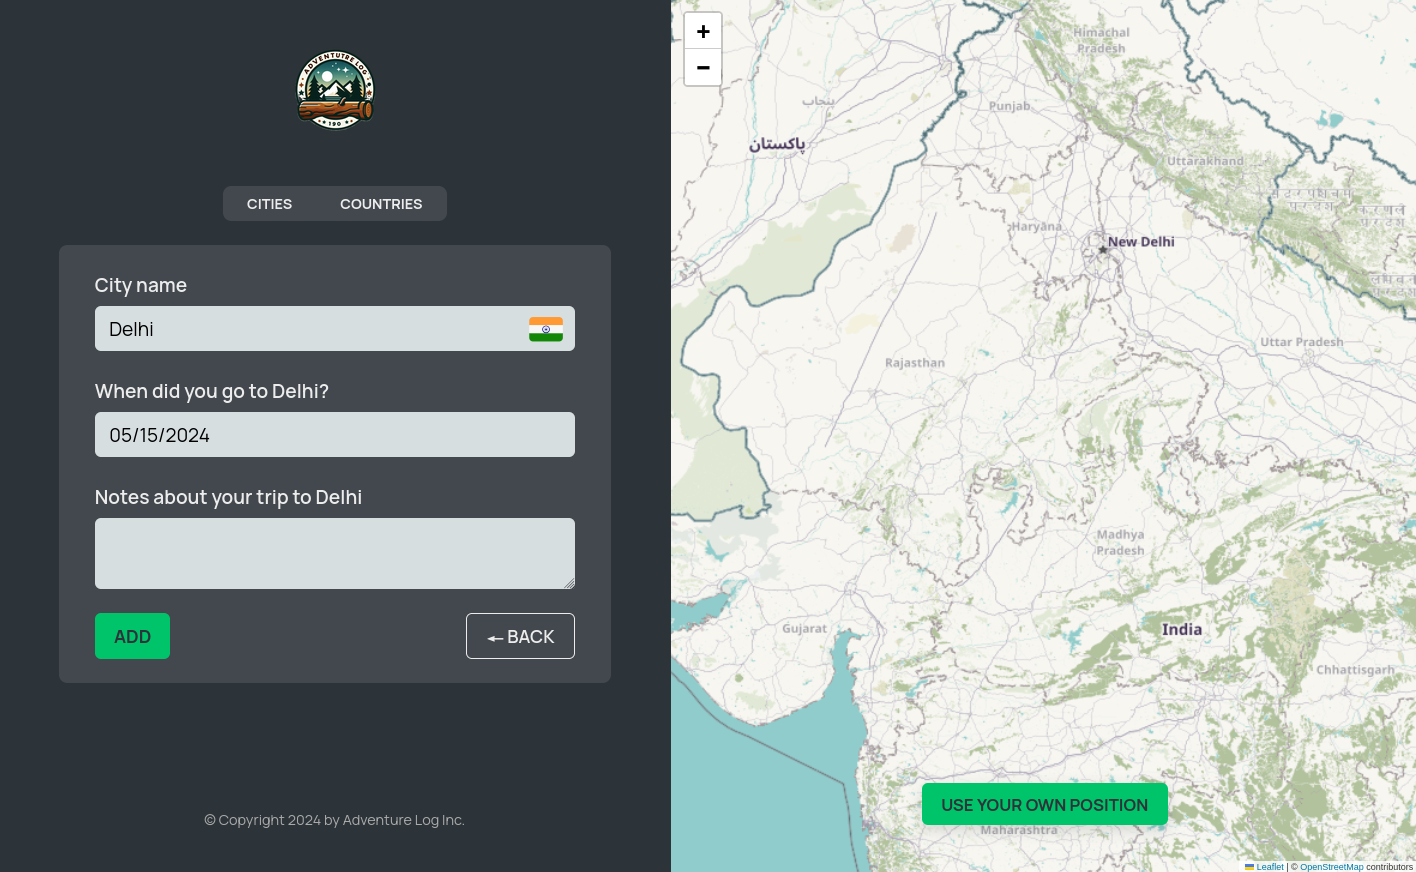 ADVENTUTRE LOG
190
CITIES
COUNTRIES
City name
Delhi
When did you go to Delhi?
05/15/2024
Notes about your trip to Delhi
ADD
← BACK
© Copyright 2024 by Adventure Log Inc.
+
−
Himachal
Pradesh
پنجاب
Punjab
پاکستان
Uttarakhand
Haryana
New Delhi
Uttar Pradesh
Rajasthan
Madhya
Pradesh
Gujarat
India
Chhattisgarh
USE YOUR OWN POSITION
Maharashtra
Leaflet | © OpenStreetMap contributors